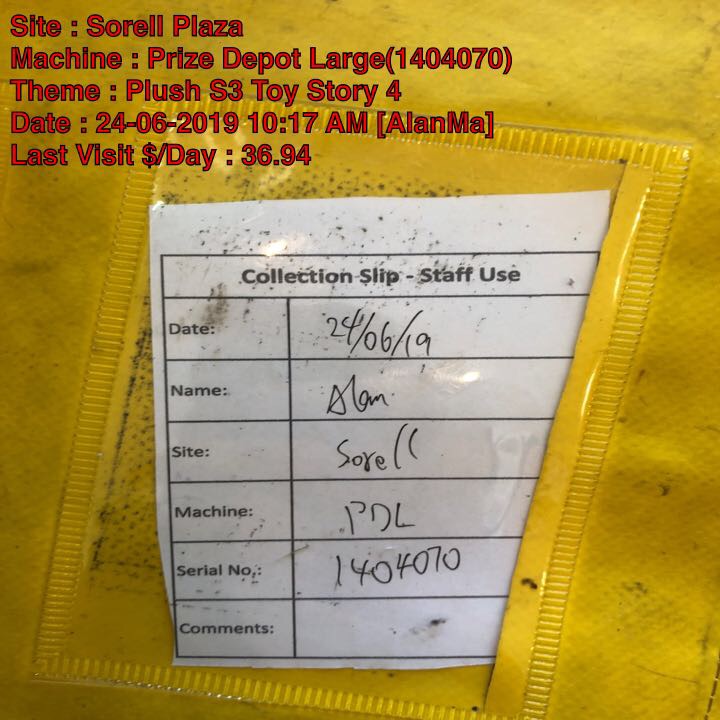 Site : Sorell Plaza
Machine : Prize Depot Large(1404070)
Theme : Plush S3 Toy Story 4
Date : 24-06-2019 10:17 AM [AlanMa]
Last Visit $/Day : 36.94
Collection Slip - Staff Use
Date: 24/06/19
Name: Alan
Site: Sorell
Machine: PDL
Serial No.: 1404070
Comments: